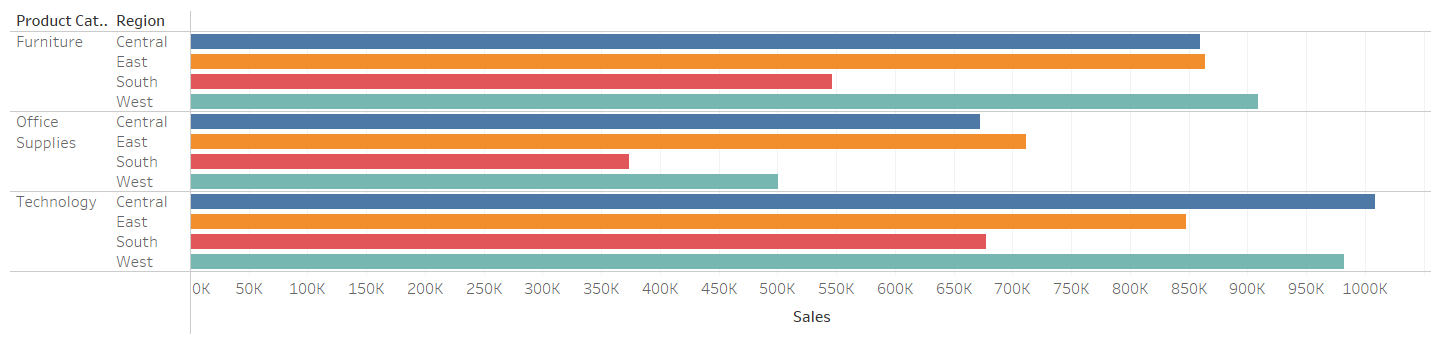 Product Cat.. Region
Furniture Central
East
South
West
Office Central
Supplies East
South
West
Technology Central
East
South
West
0K 50K 100K 150K 200K 250K 300K 350K 400K 450K 500K 550K 600K 650K 700K 750K 800K 850K 900K 950K 1000K
Sales